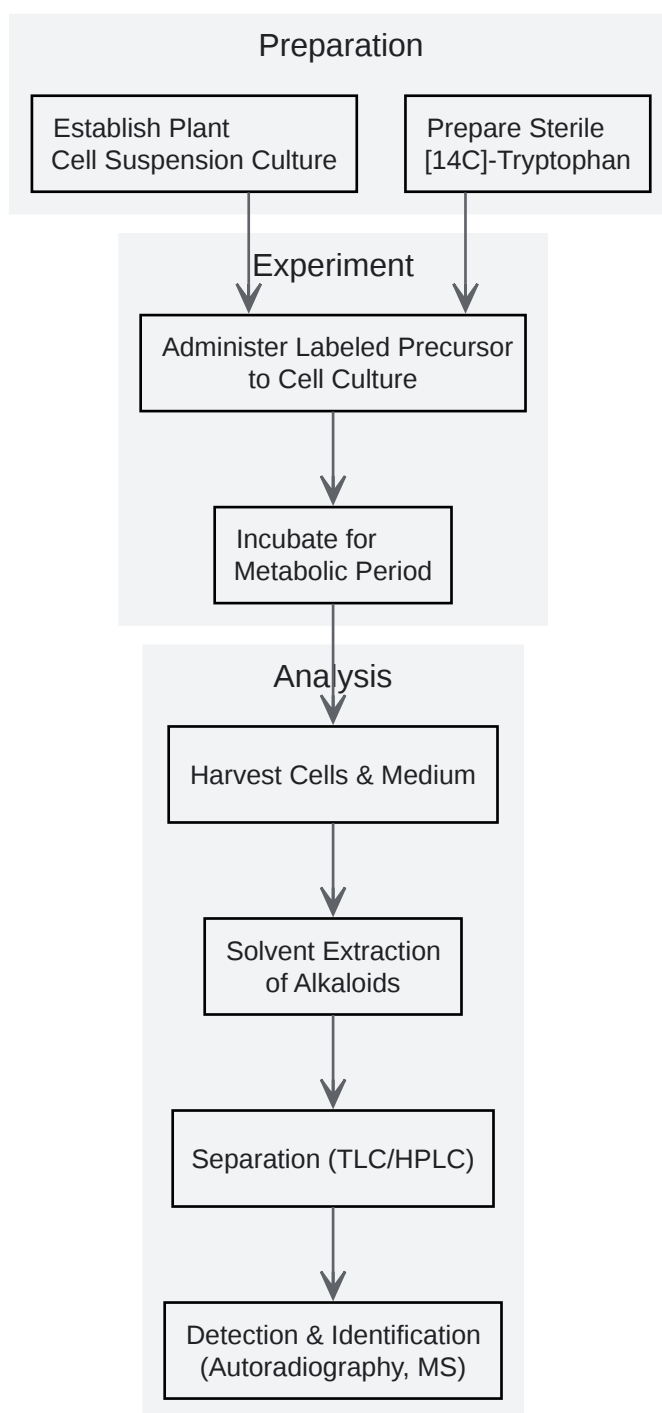 Preparation
Establish Plant
Cell Suspension Culture
Prepare Sterile
[14C]-Tryptophan
Experiment
Administer Labeled Precursor
to Cell Culture
Incubate for
Metabolic Period
Analysis
Harvest Cells & Medium
Solvent Extraction
of Alkaloids
Separation (TLC/HPLC)
Detection & Identification
(Autoradiography, MS)